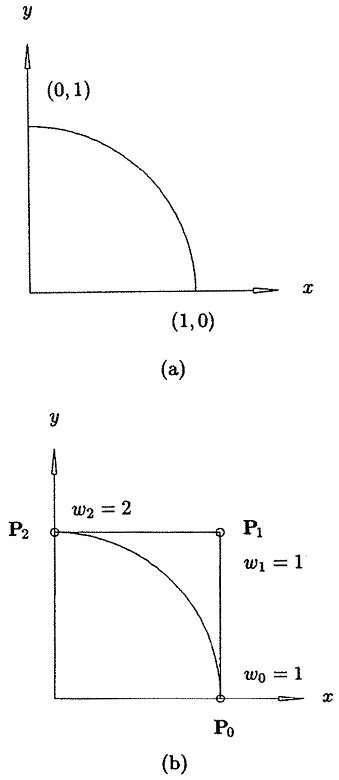 y
(0, 1)
x
(1, 0)
(a)
y
w₂ = 2
P₂
P₁
w₁ = 1
w₀ = 1
x
P₀
(b)